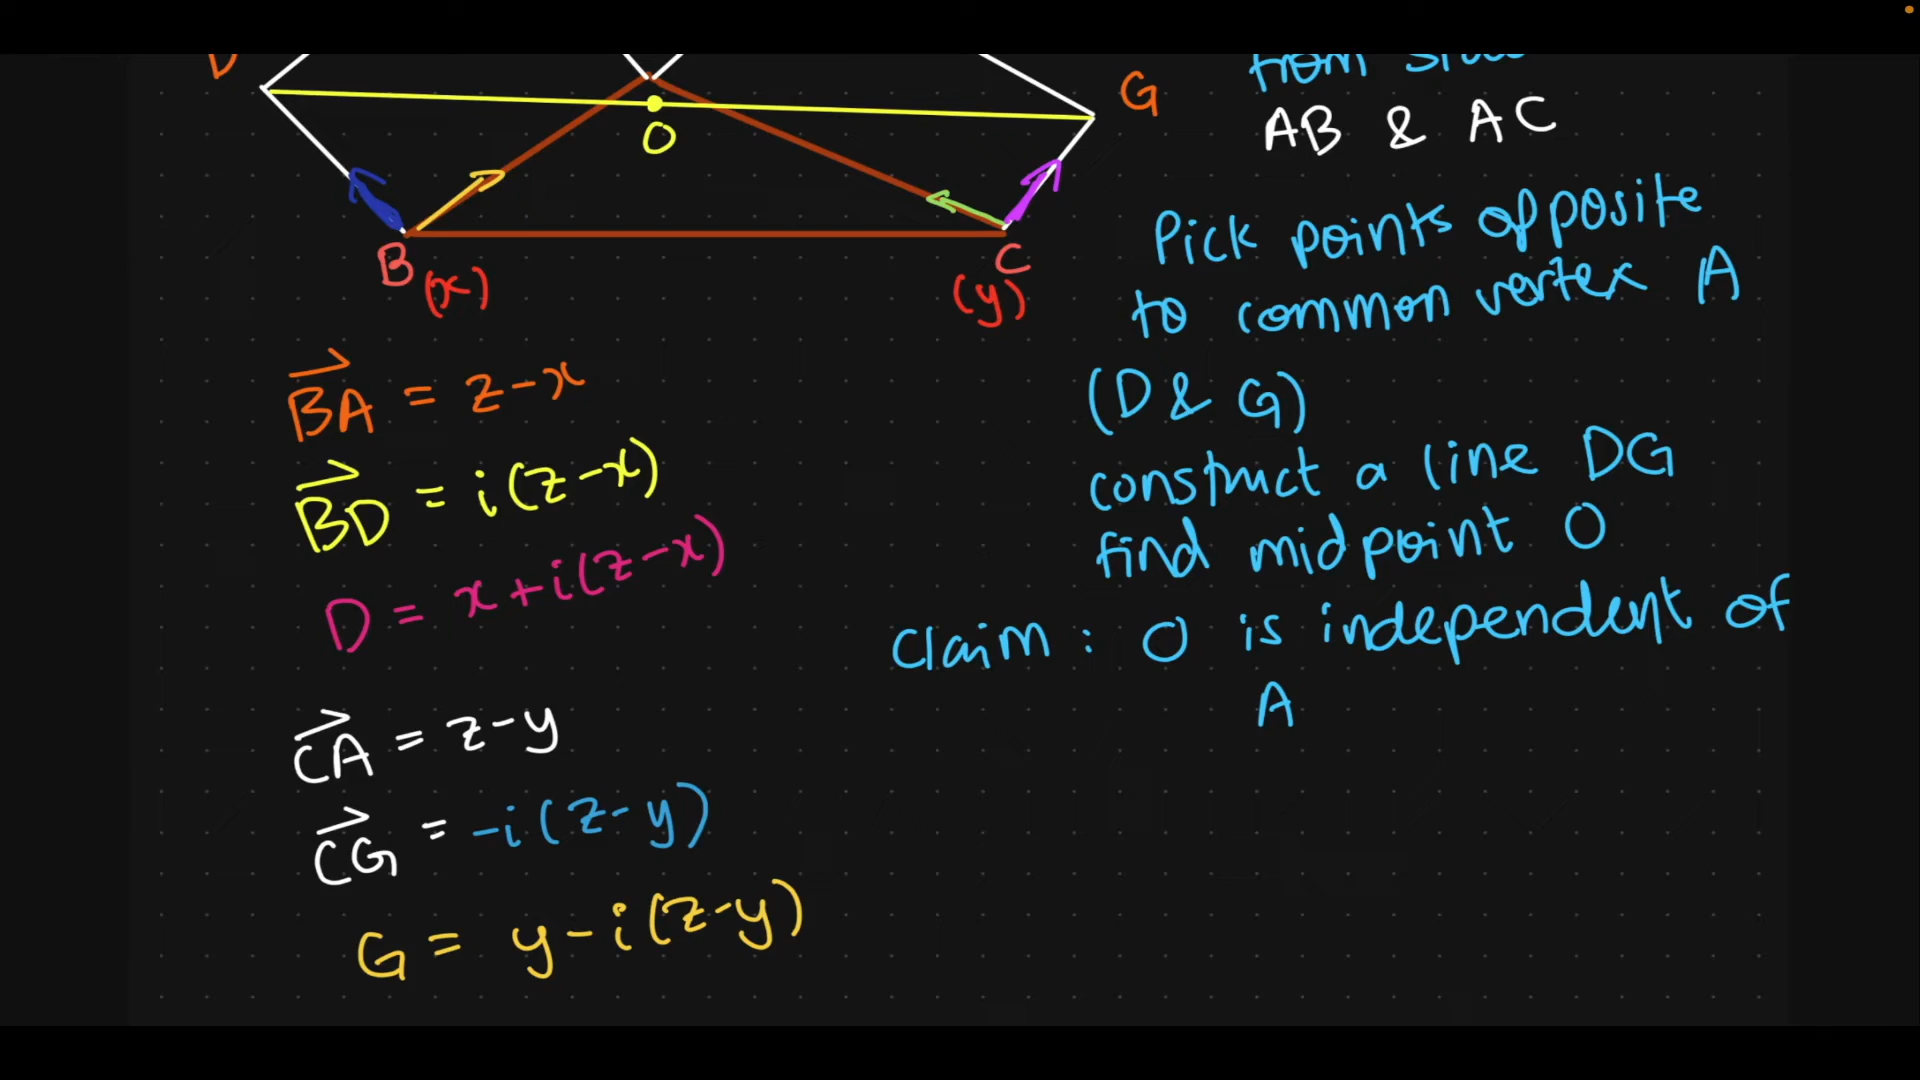 D
from
G
AB & AC
O
Pick points opposite
to common vertex A
B
(x)
C
(y)
(D & G)
construct a line DG
find midpoint O
Claim : O is independent of
A
BA = z-x
BD = i(z-x)
D = x+i(z-x)
CA = z-y
CG = -i(z-y)
G = y-i(z-y)